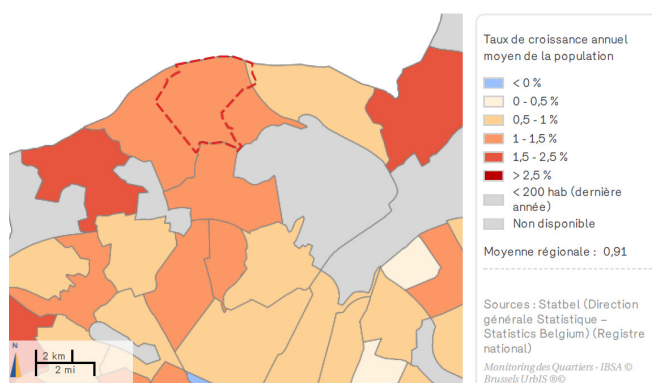 Taux de croissance annuel
moyen de la population
< 0 %
0 - 0,5 %
0,5 - 1 %
1 - 1,5 %
1,5 - 2,5 %
> 2,5 %
< 200 hab (dernière
année)
Non disponible
Moyenne régionale : 0,91
Sources : Statbel (Direction
générale Statistique –
Statistics Belgium) (Registre
national)
Monitoring des Quartiers - IBSA ©
Brussels UrbIS ®©
N
2 km
2 mi